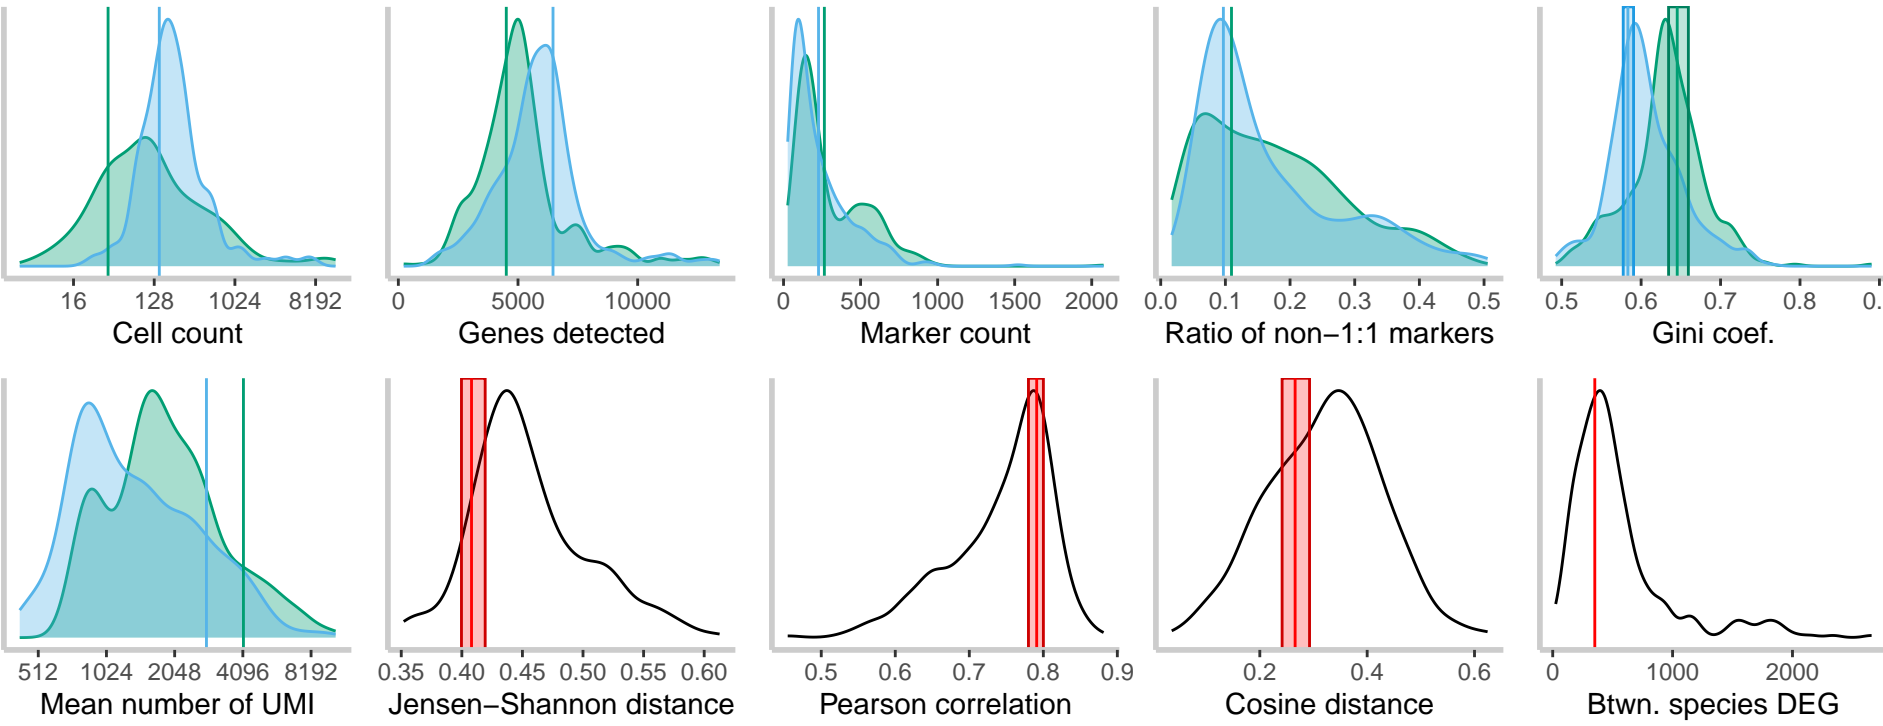 16 128 1024 8192
Cell count
0 5000 10000
Genes detected
0 500 1000 1500 2000
Marker count
0.0 0.1 0.2 0.3 0.4 0.5
Ratio of non−1:1 markers
0.5 0.6 0.7 0.8 0.
Gini coef.
512 1024 2048 4096 8192
Mean number of UMI
0.35 0.40 0.45 0.50 0.55 0.60
Jensen−Shannon distance
0.5 0.6 0.7 0.8 0.9
Pearson correlation
0.2 0.4 0.6
Cosine distance
0 1000 2000
Btwn. species DEG